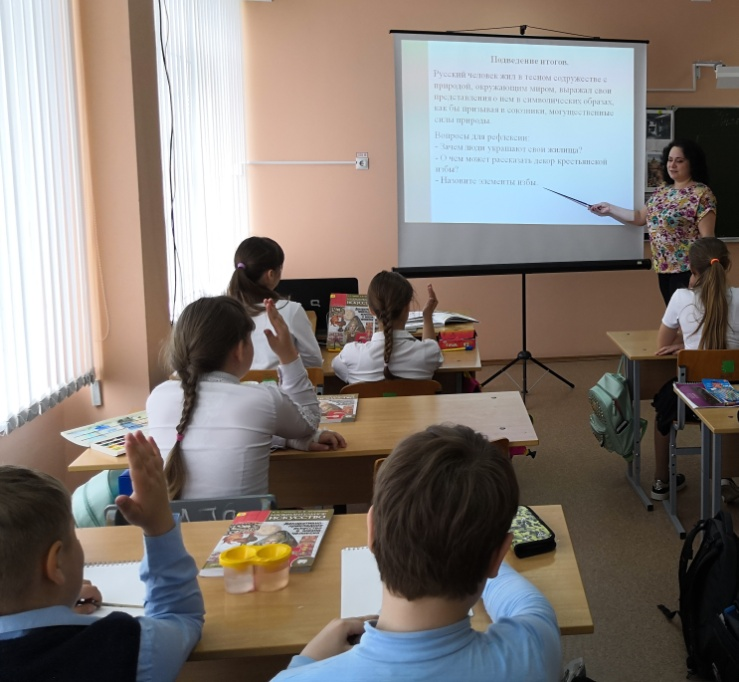 Подведение итогов.
Русский человек жил в тесном содружестве с
природой, окружающим миром, выражал свои
представления о нем в символических образах,
как бы призывая в союзники, могущественные
силы природы
Вопросы для рефлексии:
- Зачем люди украшают свои жилища?
- О чем может рассказать декор крестьянской
избы?
- Назовите элементы избы.
ИСКУССТВО